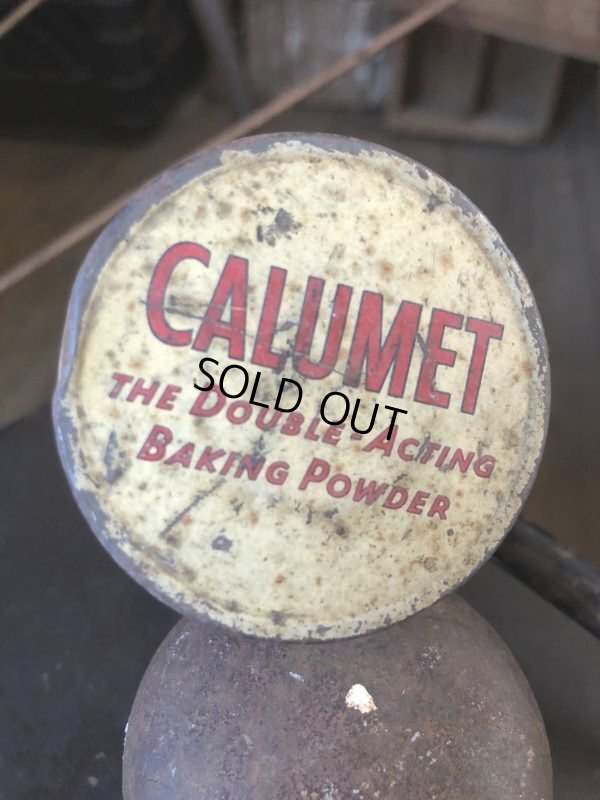 CALUMET
THE DOUBLE-ACTING
BAKING POWDER
SOLD OUT